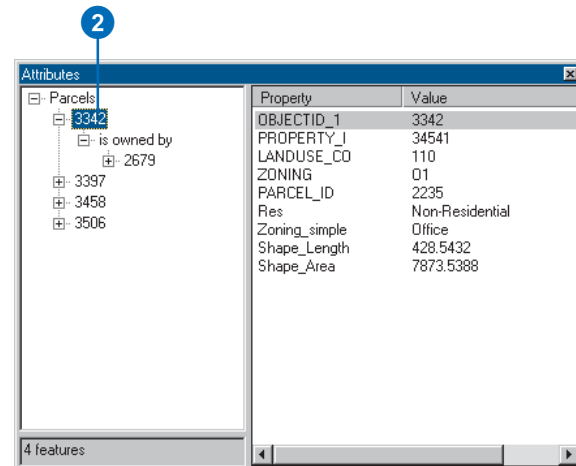 2
Attributes
Parcels
3342
is owned by
2679
3397
3458
3506
4 features
Property Value
OBJECTID_1 3342
PROPERTY_I 34541
LANDUSE_CO 110
ZONING O1
PARCEL_ID 2235
Res Non-Residential
Zoning_simple Office
Shape_Length 428.5432
Shape_Area 7873.5388